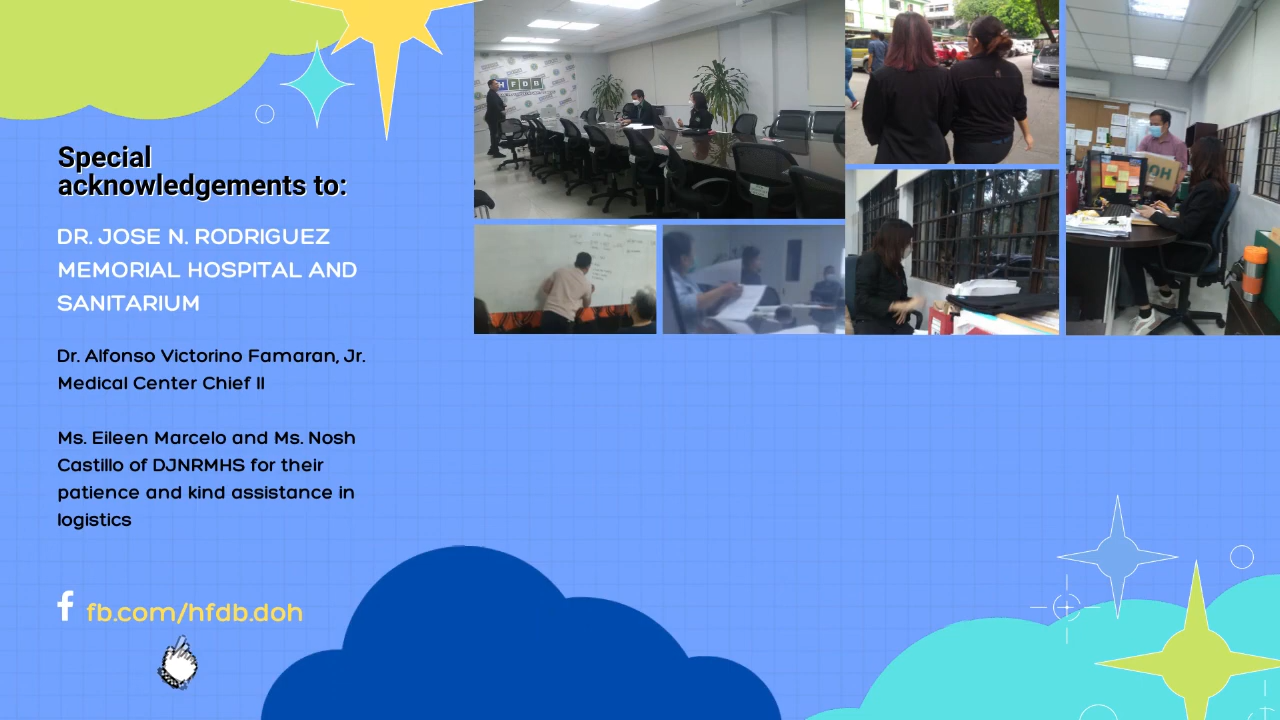 Special
acknowledgements to:
DR. JOSE N. RODRIGUEZ
MEMORIAL HOSPITAL AND
SANITARIUM
Dr. Alfonso Victorino Famaran, Jr.
Medical Center Chief II
Ms. Eileen Marcelo and Ms. Nosh
Castillo of DJNRMHS for their
patience and kind assistance in
logistics
fb.com/hfdb.doh
HFDB